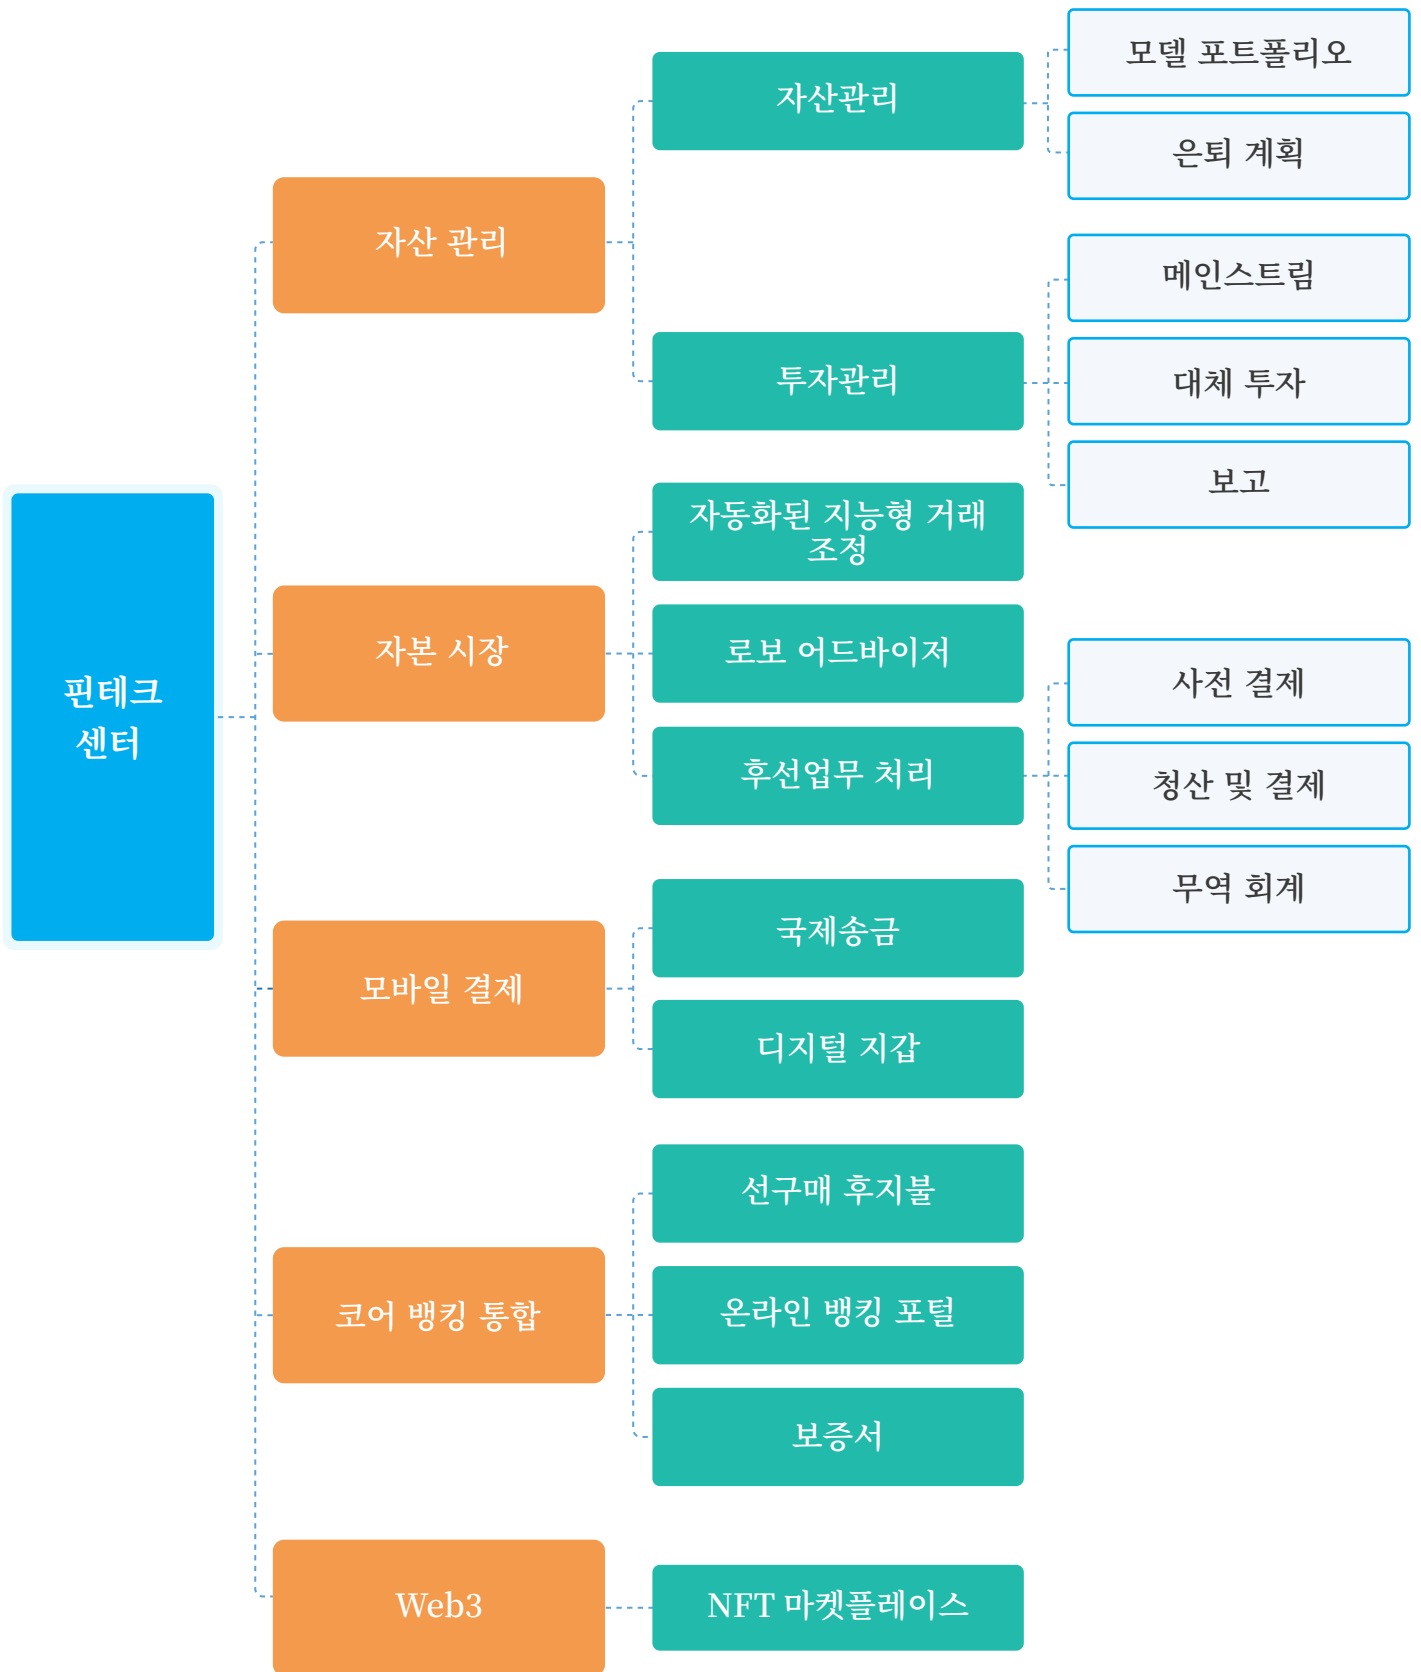 핀테크
센터
자산 관리
자산관리
모델 포트폴리오
은퇴 계획
투자관리
메인스트림
대체 투자
보고
자본 시장
자동화된 지능형 거래
조정
로보 어드바이저
후선업무 처리
사전 결제
청산 및 결제
무역 회계
모바일 결제
국제송금
디지털 지갑
코어 뱅킹 통합
선구매 후지불
온라인 뱅킹 포털
보증서
Web3
NFT 마켓플레이스